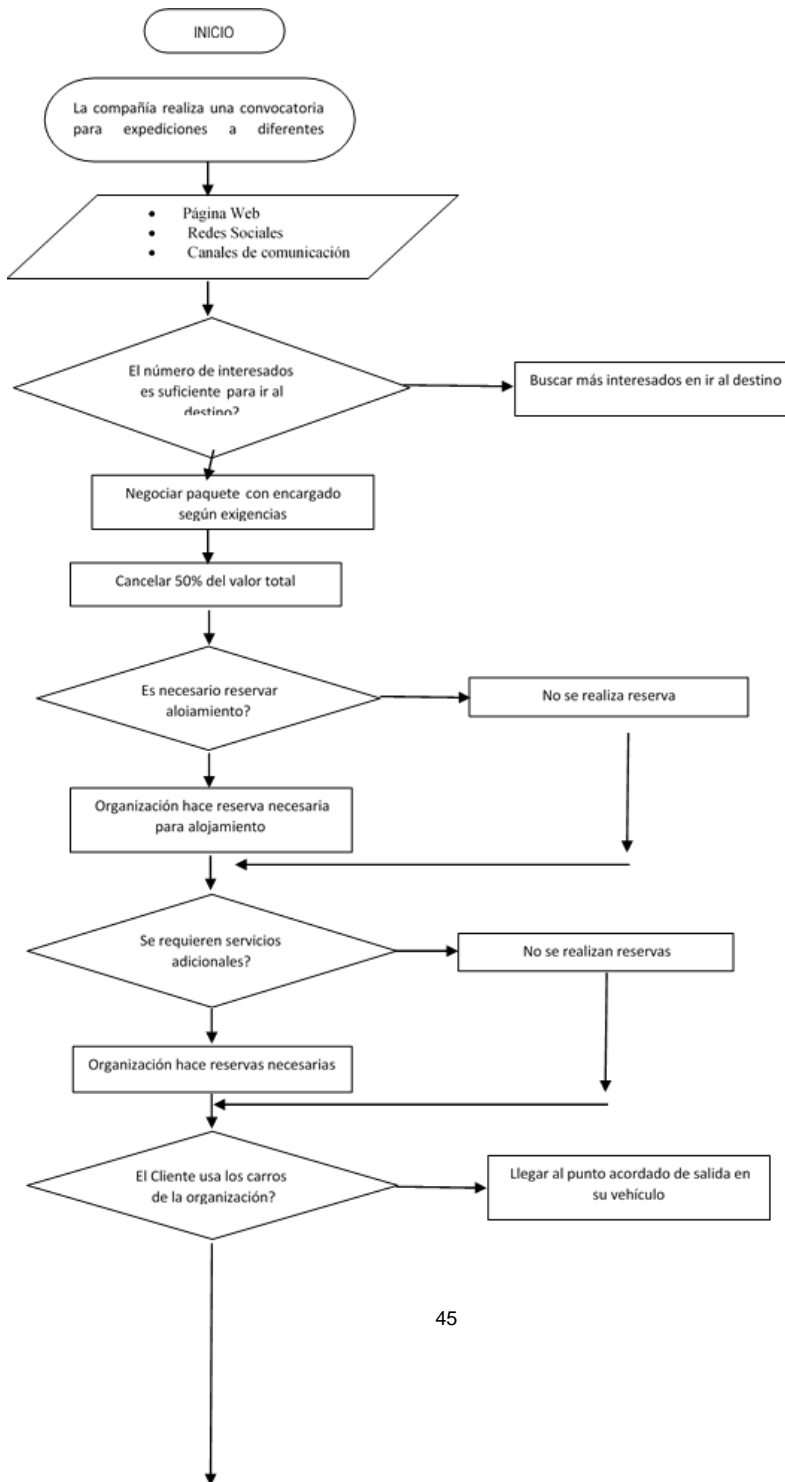 INICIO
La compañía realiza una convocatoria
para expediciones a diferentes
• Página Web
• Redes Sociales
• Canales de comunicación
El número de interesados
es suficiente para ir al
destino?
Buscar más interesados en ir al destino
Negociar paquete con encargado
según exigencias
Cancelar 50% del valor total
Es necesario reservar
alojamiento?
No se realiza reserva
Organización hace reserva necesaria
para alojamiento
Se requieren servicios
adicionales?
No se realizan reservas
Organización hace reservas necesarias
El Cliente usa los carros
de la organización?
Llegar al punto acordado de salida en
su vehículo
45